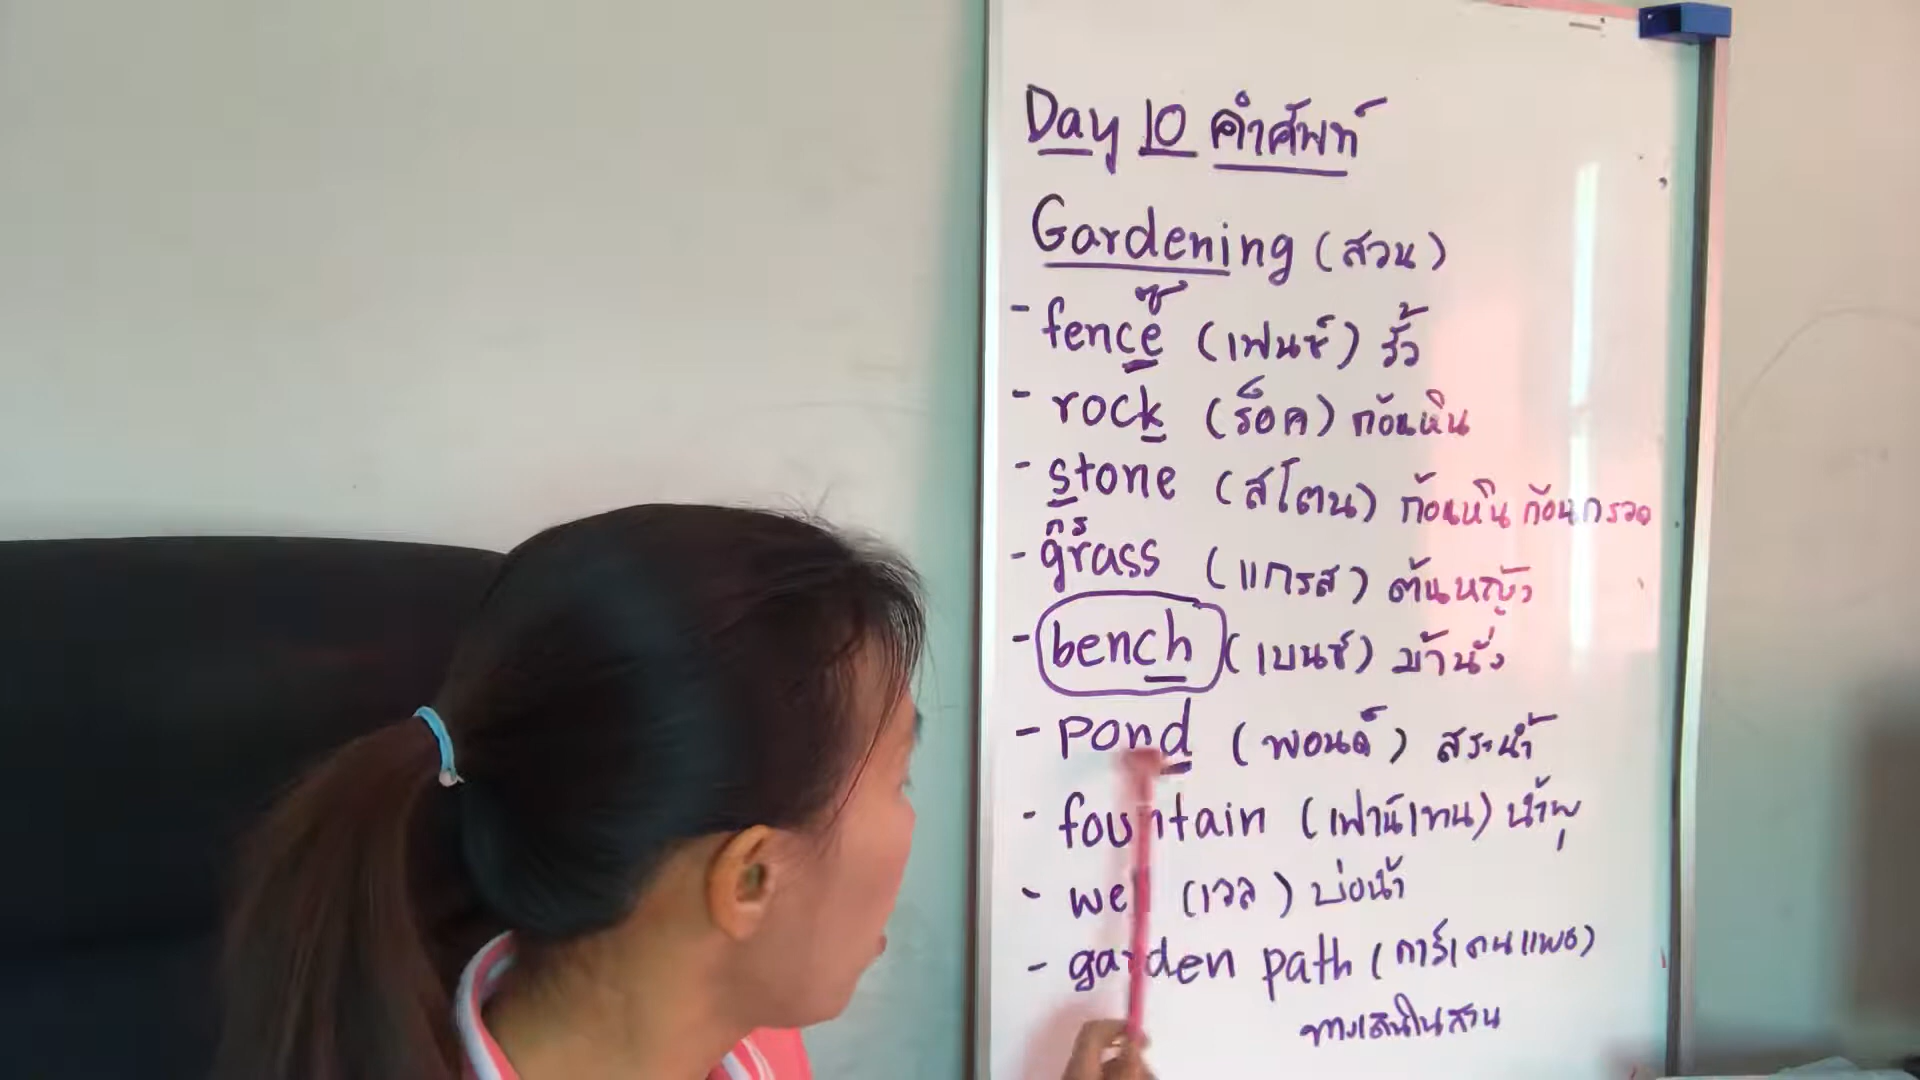 Day 10 คำศัพท์
Gardening (สวน)
ซ
- fence (เฟนซ์) รั้ว
- rock (ร็อค) ก้อนหิน
- stone (สโตน) ก้อนหิน ก้อนกรวด
กร
- grass (แกรส) ต้นหญ้า
- bench (เบนช์) ม้านั่ง
- pond (พอนด์) สระน้ำ
- fountain (เฟาน์เทน) น้ำพุ
- well (เวล) บ่อน้ำ
- garden path (การ์เดนแพธ)
ทางเดินในสวน